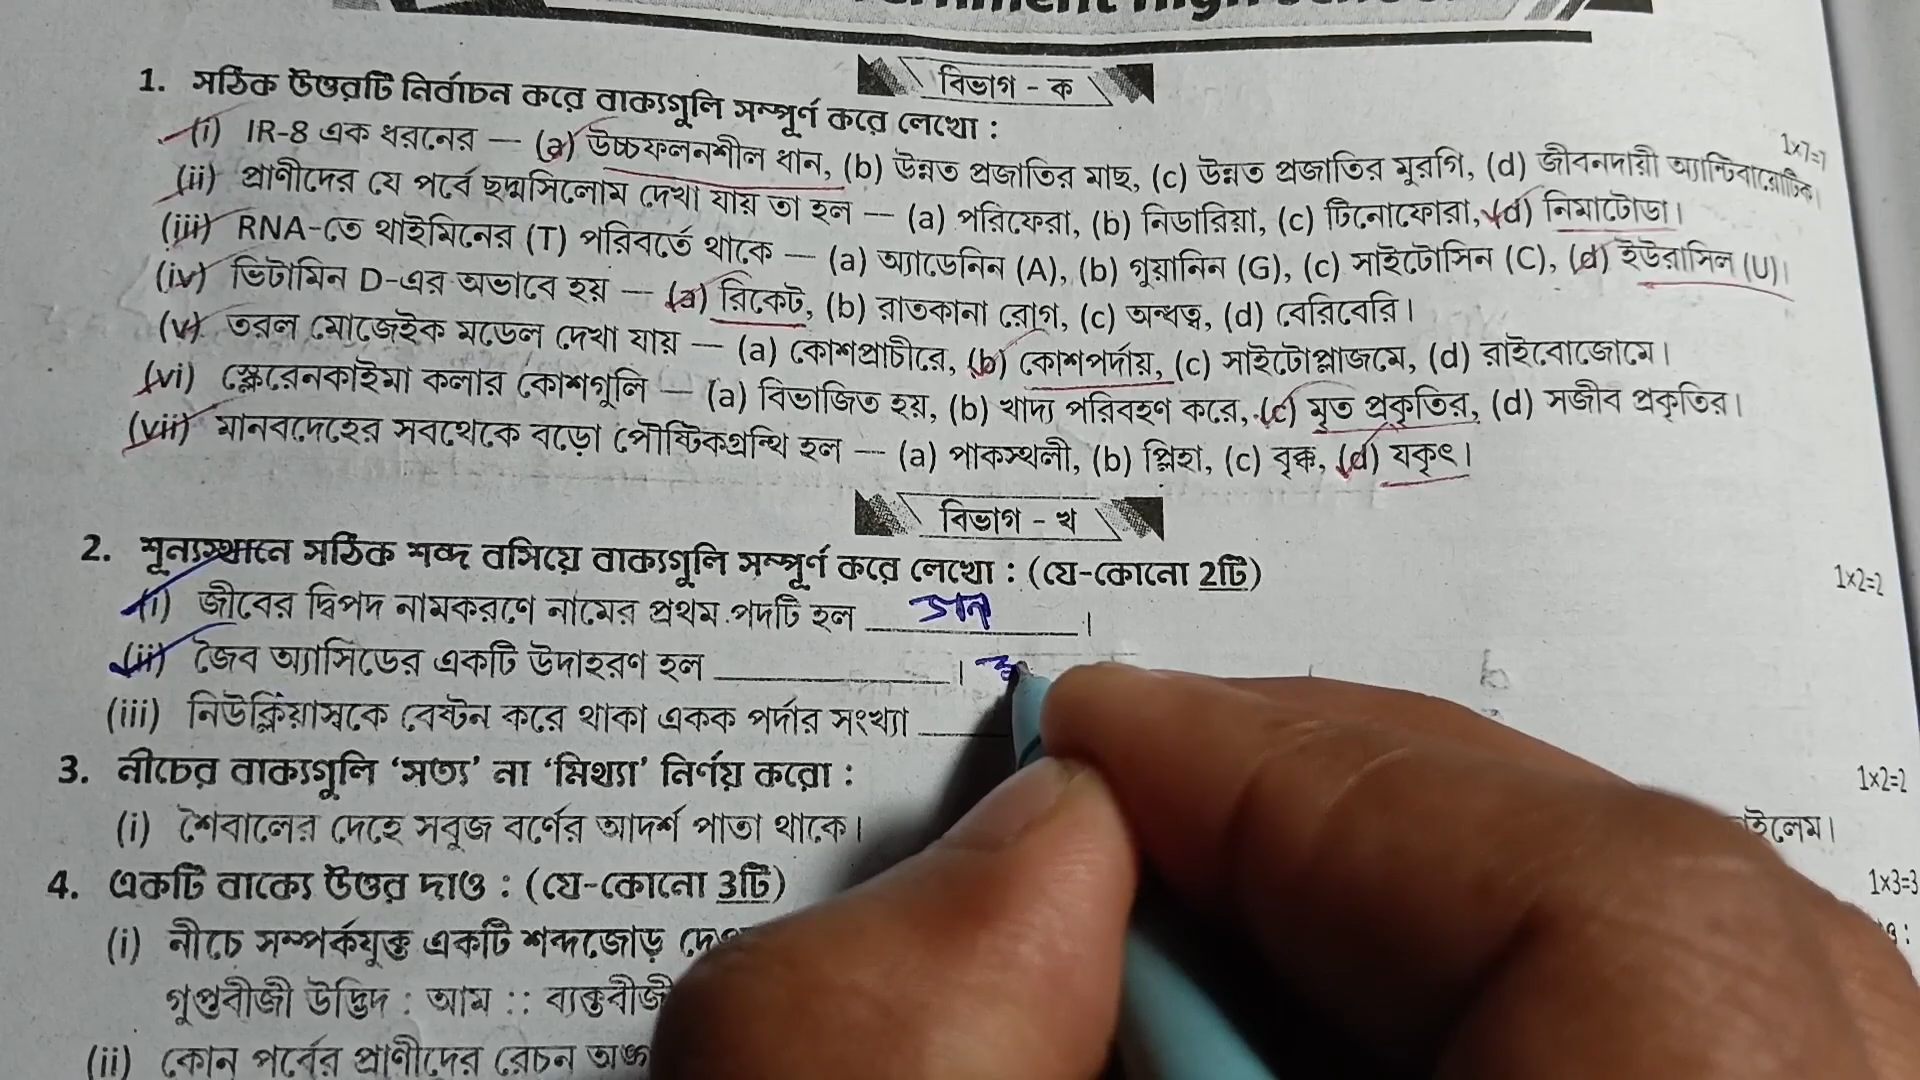 বিভাগ - ক
1. সঠিক উত্তরটি নির্বাচন করে বাক্যগুলি সম্পূর্ণ করে লেখো : 1x7=7
(i) IR-8 এক ধরনের — (a) উচ্চফলনশীল ধান, (b) উন্নত প্রজাতির মাছ, (c) উন্নত প্রজাতির মুরগি, (d) জীবনদায়ী অ্যান্টিবায়োটিক।
(ii) প্রাণীদের যে পর্বে ছদ্মসিলোম দেখা যায় তা হল — (a) পরিফেরা, (b) নিডারিয়া, (c) টিনোফোরা, (d) নিমাটোডা।
(iii) RNA-তে থাইমিনের (T) পরিবর্তে থাকে — (a) অ্যাডেনিন (A), (b) গুয়ানিন (G), (c) সাইটোসিন (C), (d) ইউরাসিল (U)।
(iv) ভিটামিন D-এর অভাবে হয় — (a) রিকেট, (b) রাতকানা রোগ, (c) অন্ধত্ব, (d) বেরিবেরি।
(v) তরল মোজেইক মডেল দেখা যায় — (a) কোশপ্রাচীরে, (b) কোশপর্দায়, (c) সাইটোপ্লাজমে, (d) রাইবোজোমে।
(vi) স্ক্লেরেনকাইমা কলার কোশগুলি — (a) বিভাজিত হয়, (b) খাদ্য পরিবহণ করে, (c) মৃত প্রকৃতির, (d) সজীব প্রকৃতির।
(vii) মানবদেহের সবথেকে বড়ো পৌষ্টিকগ্রন্থি হল — (a) পাকস্থলী, (b) প্লিহা, (c) বৃক্ক, (d) যকৃৎ।
বিভাগ - খ
2. শূন্যস্থানে সঠিক শব্দ বসিয়ে বাক্যগুলি সম্পূর্ণ করে লেখো : (যে-কোনো 2টি) 1x2=2
(i) জীবের দ্বিপদ নামকরণে নামের প্রথম পদটি হল ______।
(ii) জৈব অ্যাসিডের একটি উদাহরণ হল ______।
(iii) নিউক্লিয়াসকে বেষ্টন করে থাকা একক পর্দার সংখ্যা
3. নীচের বাক্যগুলি ‘সত্য’ না ‘মিথ্যা’ নির্ণয় করো : 1x2=2
(i) শৈবালের দেহে সবুজ বর্ণের আদর্শ পাতা থাকে।
4. একটি বাক্যে উত্তর দাও : (যে-কোনো 3টি) 1x3=3
(i) নীচে সম্পর্কযুক্ত একটি শব্দজোড়
গুপ্তবীজী উদ্ভিদ : আম :: ব্যক্তবীজী
(ii) কোন পর্বের প্রাণীদের রেচন অঙ্গ